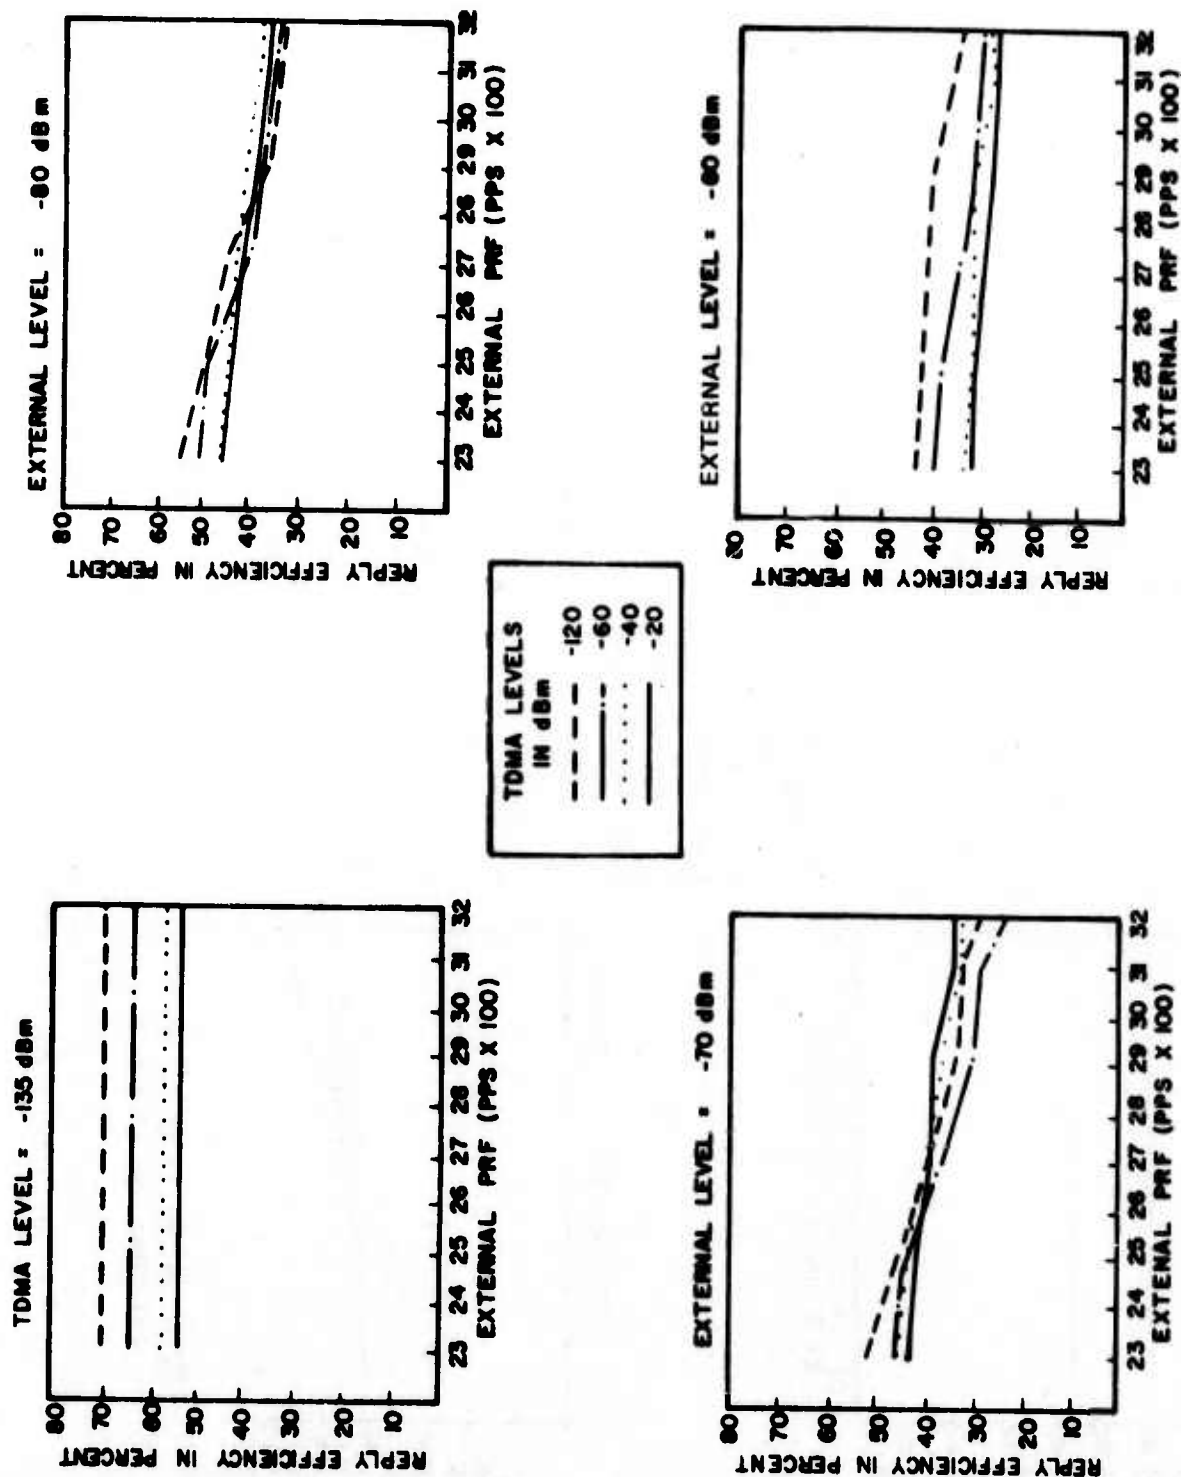 TDMA LEVEL = -135 dBm
REPLY EFFICIENCY IN PERCENT
80
70
60
50
40
30
20
10
23 24 25 26 27 28 29 30 31 32
EXTERNAL PRF (PPS X 100)
EXTERNAL LEVEL = -80 dBm
REPLY EFFICIENCY IN PERCENT
80
70
60
50
40
30
20
10
23 24 25 26 27 28 29 30 31 32
EXTERNAL PRF (PPS X 100)
TDMA LEVELS
IN dBm
-120
-60
-40
-20
EXTERNAL LEVEL = -70 dBm
REPLY EFFICIENCY IN PERCENT
80
70
60
50
40
30
20
10
23 24 25 26 27 28 29 30 31 32
EXTENAL PRF (PPS X 100)
EXTERNAL LEVEL = -60 dBm
REPLY EFFICIENCY IN PERCENT
80
70
60
50
40
30
20
10
23 24 25 26 27 28 29 30 31 32
EXTERNAL PRF (PPS X 100)